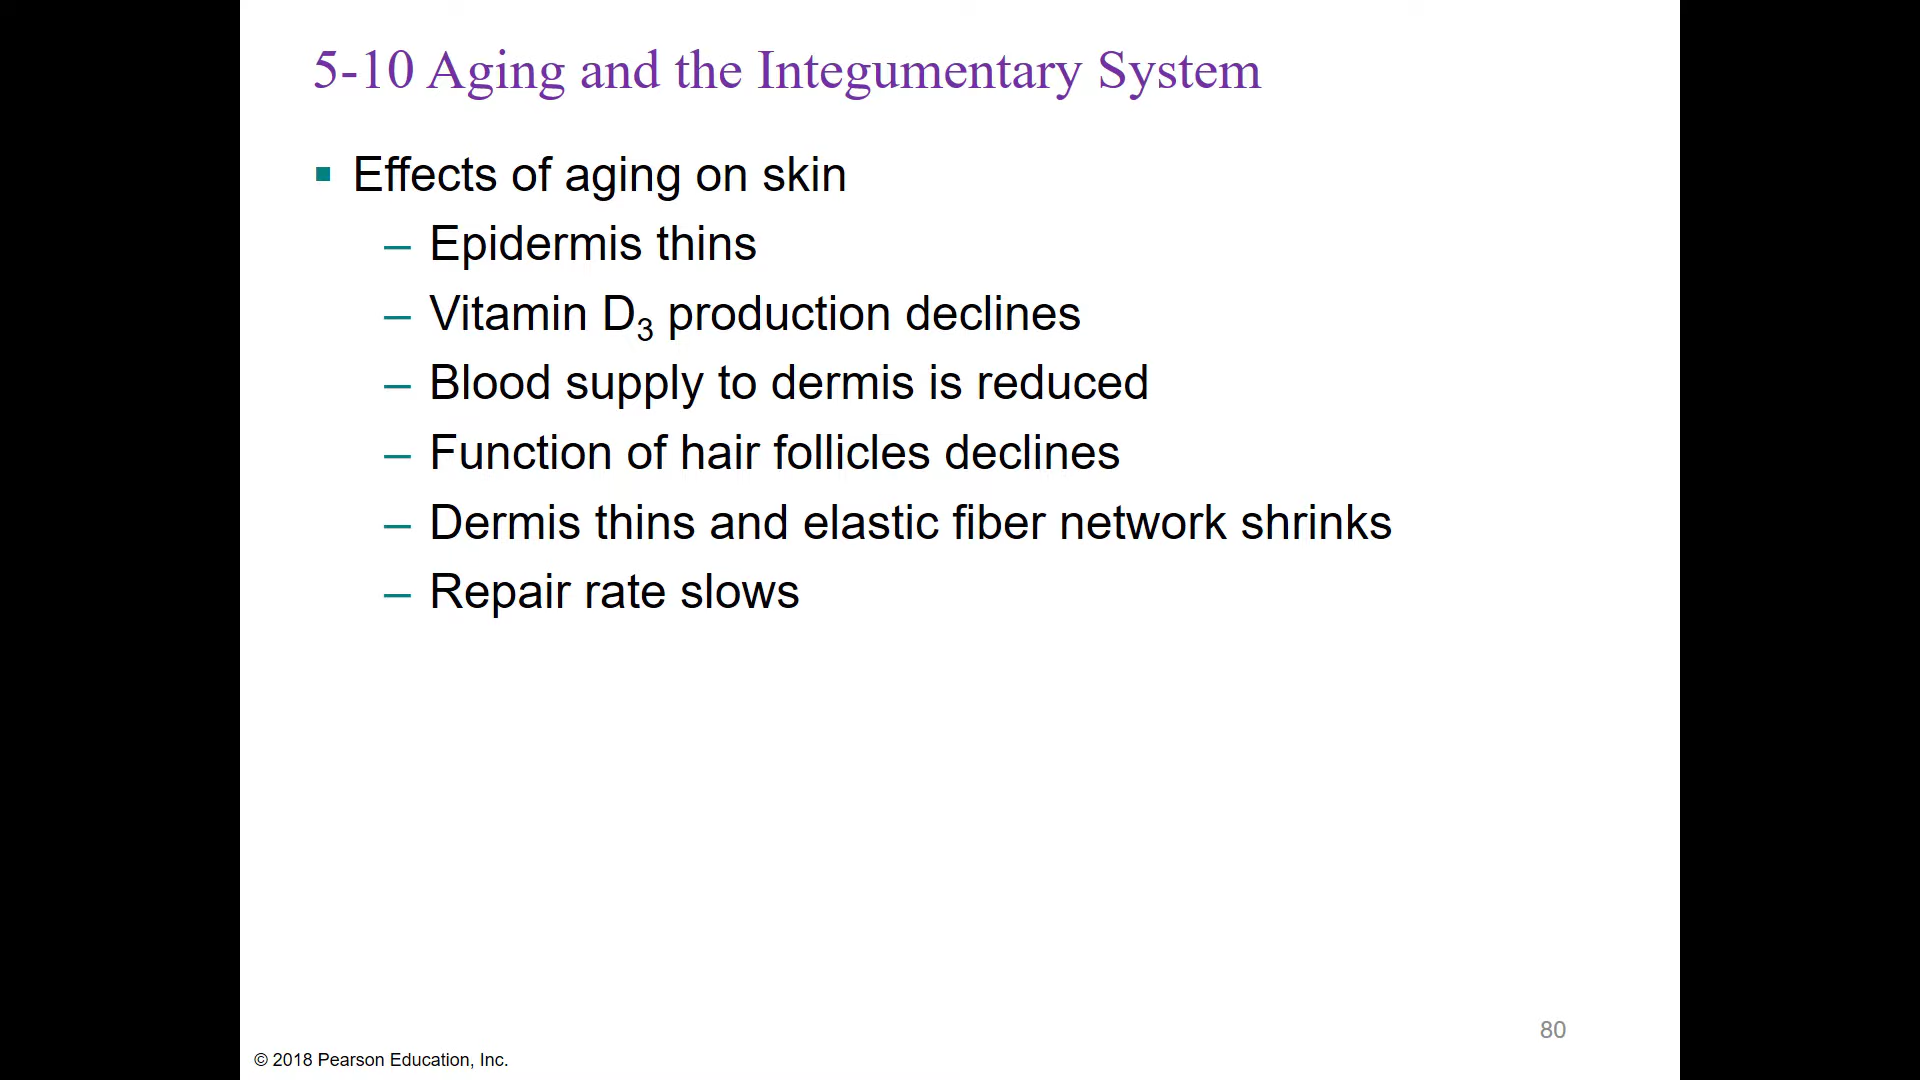 5-10 Aging and the Integumentary System
▪ Effects of aging on skin
– Epidermis thins
– Vitamin D₃ production declines
– Blood supply to dermis is reduced
– Function of hair follicles declines
– Dermis thins and elastic fiber network shrinks
– Repair rate slows
80
© 2018 Pearson Education, Inc.